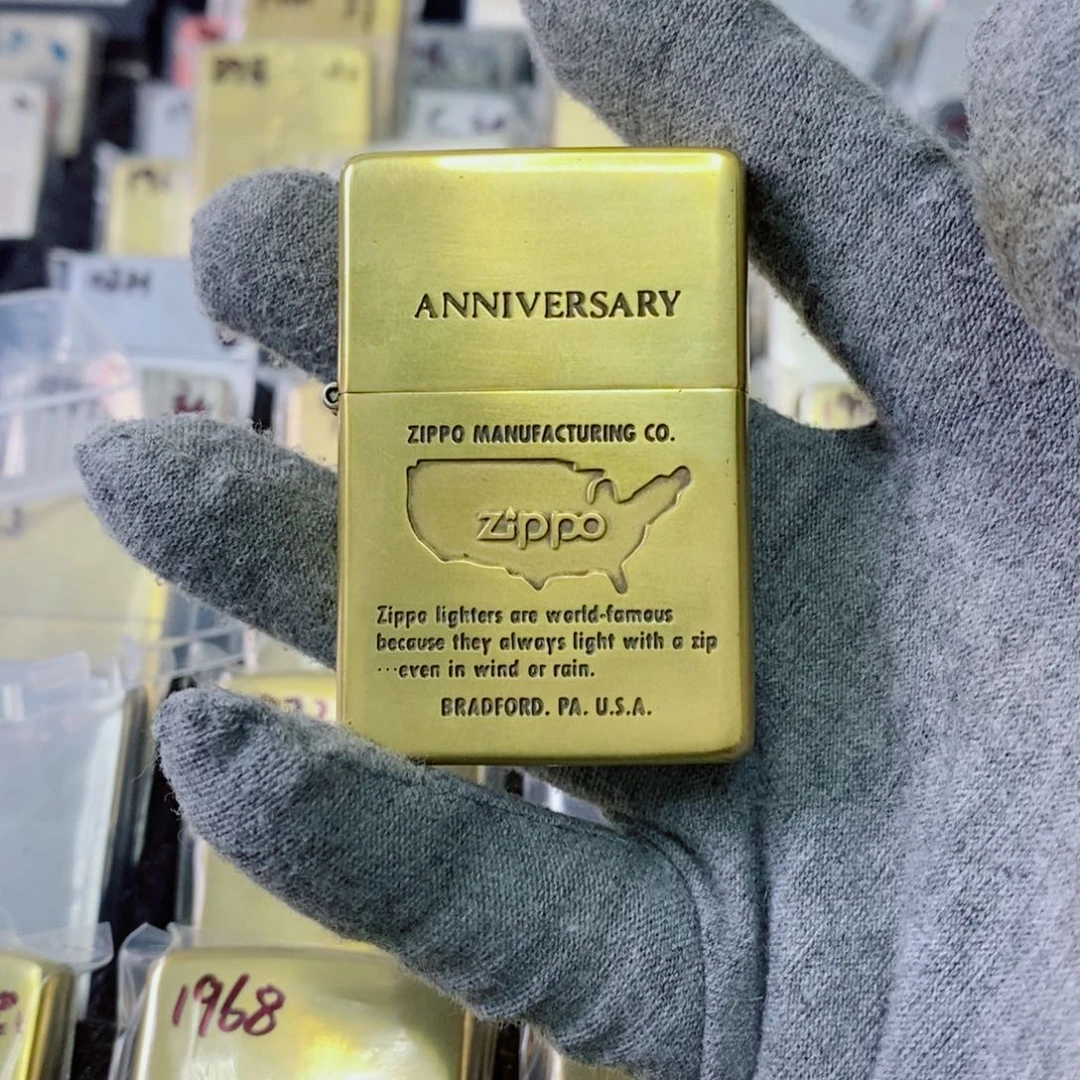 ANNIVERSARY
ZIPPO MANUFACTURING CO.
zippo
Zippo lighters are world-famous
because they always light with a zip
···even in wind or rain.
BRADFORD. PA. U.S.A.
1968